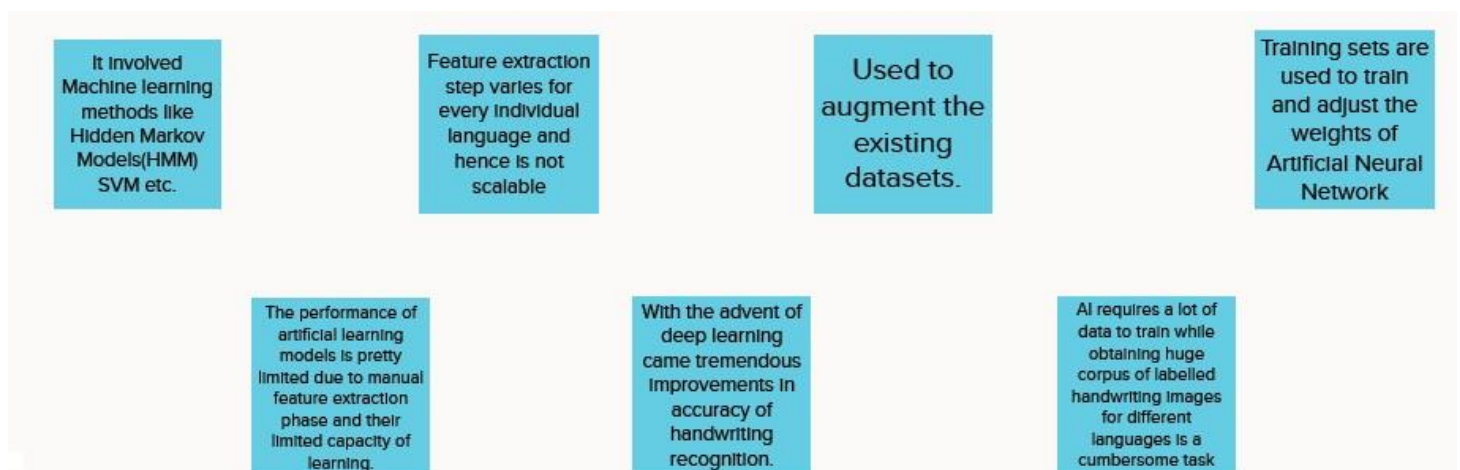 It involved
Machine learning
methods like
Hidden Markov
Models(HMM)
SVM etc.
Feature extraction
step varies for
every individual
language and
hence is not
scalable
Used to
augment the
existing
datasets.
Training sets are
used to train
and adjust the
weights of
Artificial Neural
Network
The performance of
artificial learning
models is pretty
limited due to manual
feature extraction
phase and their
limited capacity of
learning.
With the advent of
deep learning
came tremendous
improvements in
accuracy of
handwriting
recognition.
AI requires a lot of
data to train while
obtaining huge
corpus of labelled
handwriting images
for different
languages is a
cumbersome task